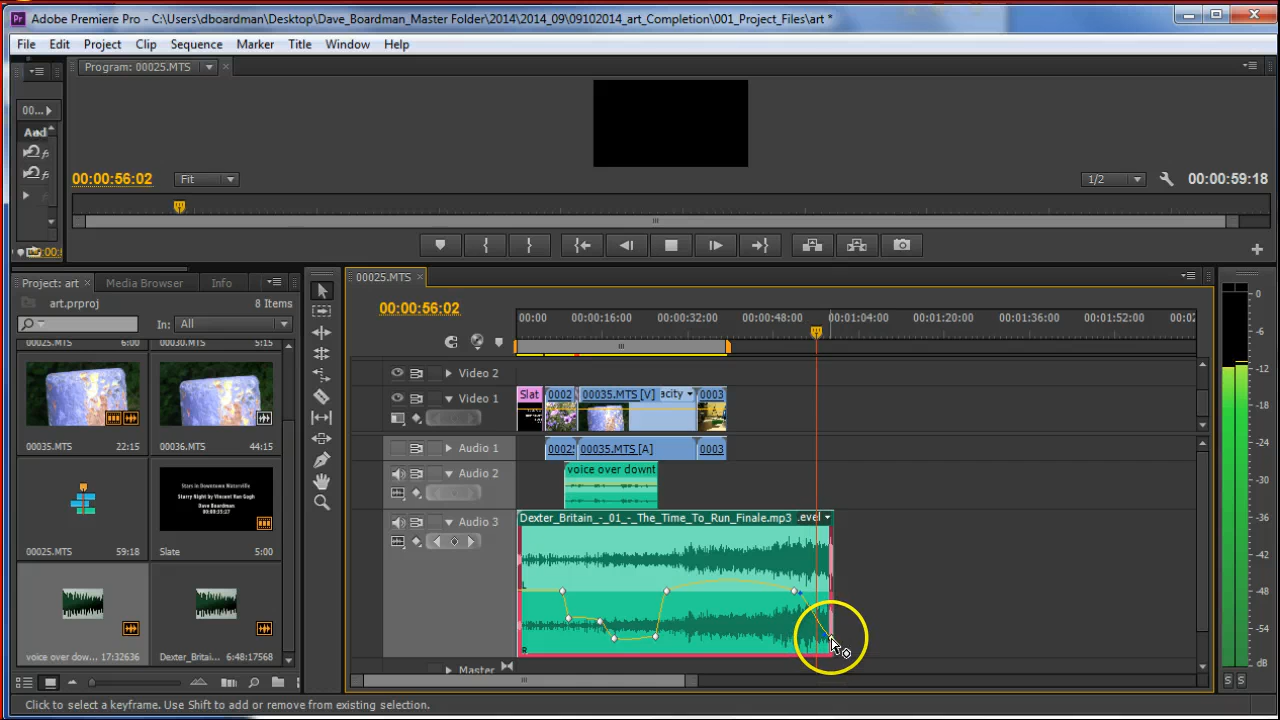 Adobe Premiere Pro - C:\Users\dboardman\Desktop\Dave_Boardman_Master Folder\2014\2014_09\09102014_art_Completion\001_Project_Files\art *
File Edit Project Clip Sequence Marker Title Window Help
Program: 00025.MTS
00...
Aud
00:00:56:02
Fit
1/2
00:00:59:18
Project: art
Media Browser
Info
art.prproj
8 Items
In:
All
00025.MTS 6:00
00030.MTS 5:15
00035.MTS 22:15
00036.MTS 44:15
Stars in Downtown Waterville
Starry Night by Vincent Van Gogh
Dave Boardman
00025.MTS 59:18
Slate 5:00
voice over dow... 17:32636
Dexter_Britai... 6:48:17568
00025.MTS
00:00:56:02
00:00 00:00:16:00 00:00:32:00 00:00:48:00 00:01:04:00 00:01:20:00 00:01:36:00 00:01:52:00 00:02
Video 2
Video 1
Slat
0002
00035.MTS [V]
acity
0003
Audio 1
0002
00035.MTS [A]
0003
Audio 2
voice over downt
Audio 3
Dexter_Britain_-_01_-_The_Time_To_Run_Finale.mp3
.evel
L
R
Master
0
-6
-12
-18
-24
-30
-36
-42
-48
-54
dB
S S
Click to select a keyframe. Use Shift to add or remove from existing selection.